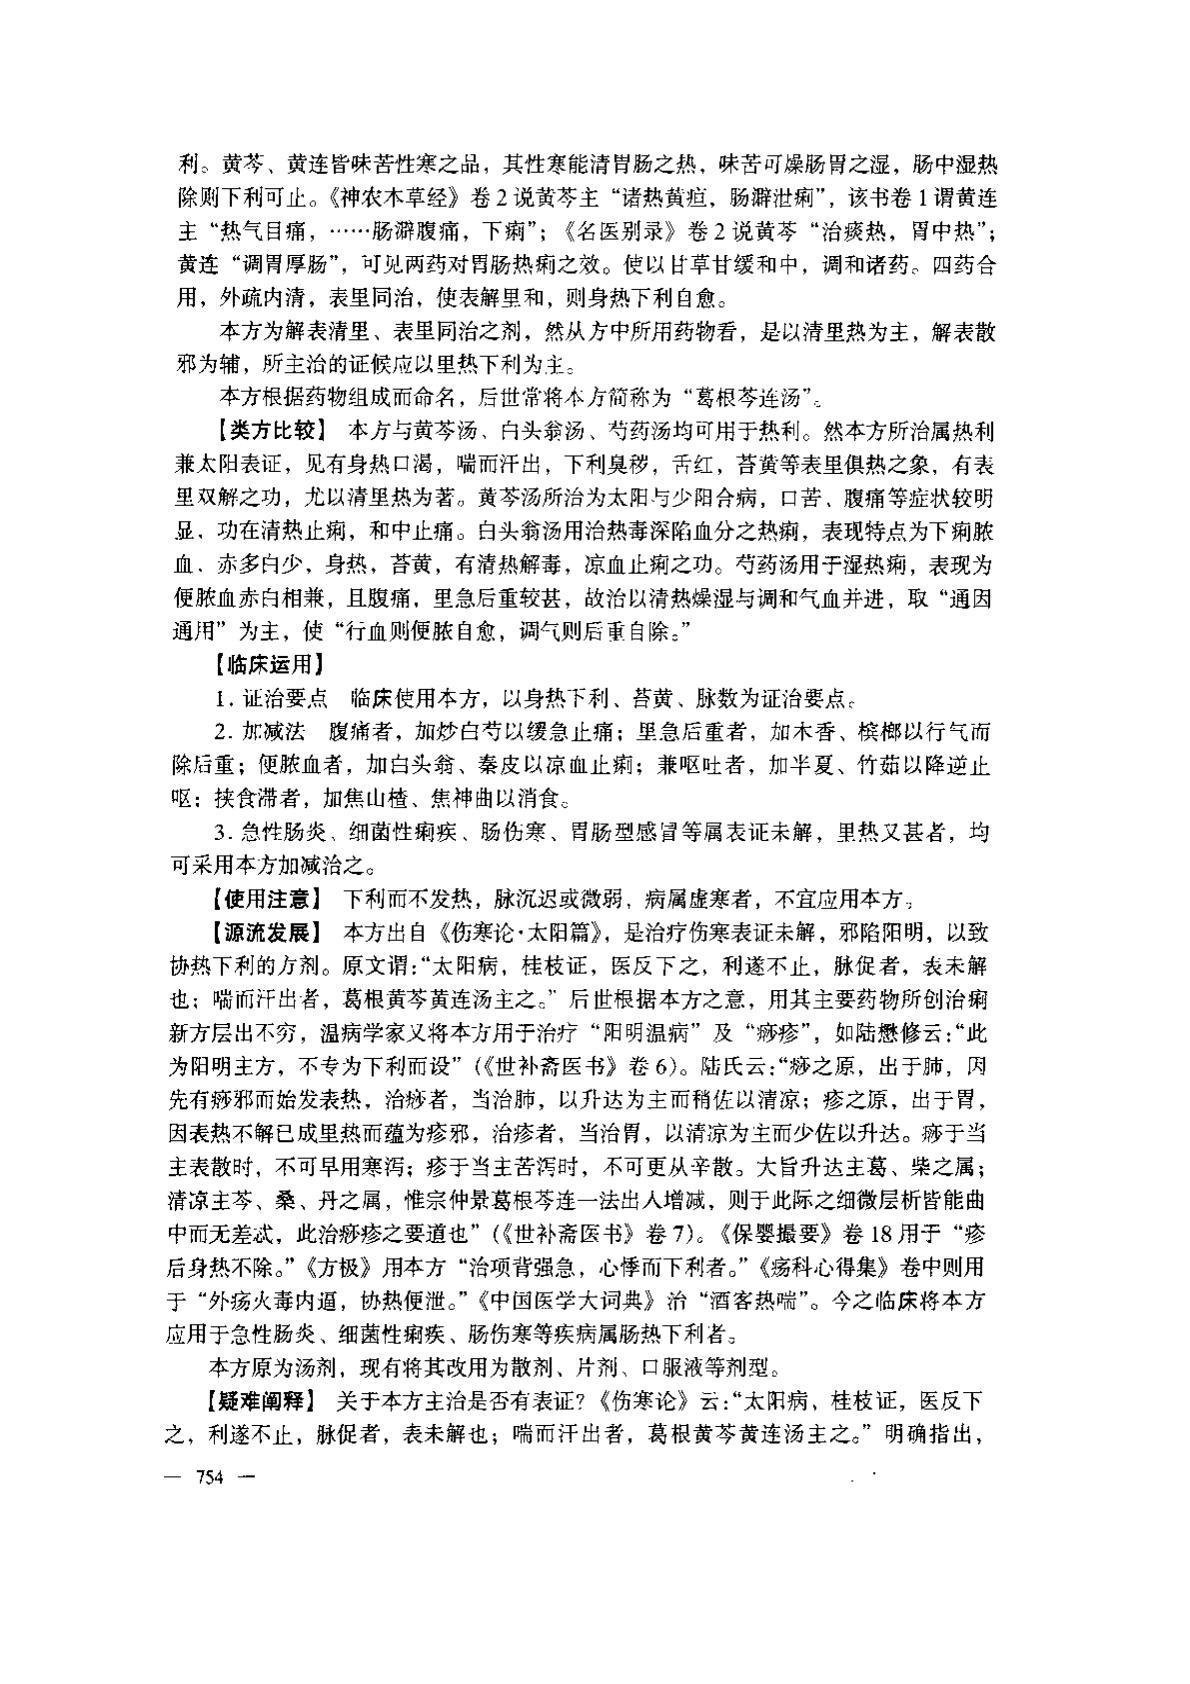 利。黄芩、黄连皆味苦性寒之品，其性寒能清胃肠之热，味苦可燥肠胃之湿，肠中湿热
除则下利可止。《神农本草经》卷 2 说黄芩主“诸热黄疸，肠澼泄痢”，该书卷 1 谓黄连
主“热气目痛，……肠澼腹痛，下痢”；《名医别录》卷 2 说黄芩“治痰热，胃中热”；
黄连“调胃厚肠”，可见两药对胃肠热痢之效。使以甘草甘缓和中，调和诸药。四药合
用，外疏内清，表里同治，使表解里和，则身热下利自愈。
本方为解表清里、表里同治之剂，然从方中所用药物看，是以清里热为主，解表散
邪为辅，所主治的证候应以里热下利为主。
本方根据药物组成而命名，后世常将本方简称为“葛根芩连汤”。
【类方比较】 本方与黄芩汤、白头翁汤、芍药汤均可用于热利。然本方所治属热利
兼太阳表证，见有身热口渴，喘而汗出，下利臭秽，舌红，苔黄等表里俱热之象，有表
里双解之功，尤以清里热为著。黄芩汤所治为太阳与少阳合病，口苦、腹痛等症状较明
显，功在清热止痢，和中止痛。白头翁汤用治热毒深陷血分之热痢，表现特点为下痢脓
血，赤多白少，身热，苔黄，有清热解毒，凉血止痢之功。芍药汤用于湿热痢，表现为
便脓血赤白相兼，且腹痛，里急后重较甚，故治以清热燥湿与调和气血并进，取“通因
通用”为主，使“行血则便脓自愈，调气则后重自除。”
【临床运用】
1. 证治要点 临床使用本方，以身热下利、苔黄、脉数为证治要点。
2. 加减法 腹痛者，加炒白芍以缓急止痛；里急后重者，加木香、槟榔以行气而
除后重；便脓血者，加白头翁、秦皮以凉血止痢；兼呕吐者，加半夏、竹茹以降逆止
呕；挟食滞者，加焦山楂、焦神曲以消食。
3. 急性肠炎、细菌性痢疾、肠伤寒、胃肠型感冒等属表证未解，里热又甚者，均
可采用本方加减治之。
【使用注意】 下利而不发热，脉沉迟或微弱，病属虚寒者，不宜应用本方。
【源流发展】 本方出自《伤寒论·太阳篇》，是治疗伤寒表证未解，邪陷阳明，以致
协热下利的方剂。原文谓：“太阳病，桂枝证，医反下之，利遂不止，脉促者，表未解
也；喘而汗出者，葛根黄芩黄连汤主之。”后世根据本方之意，用其主要药物所创治痢
新方层出不穷，温病学家又将本方用于治疗“阳明温病”及“痧疹”，如陆懋修云：“此
为阳明主方，不专为下利而设”（《世补斋医书》卷 6）。陆氏云：“痧之原，出于肺，因
先有痧邪而始发表热，治痧者，当治肺，以升达为主而稍佐以清凉；疹之原，出于胃，
因表热不解已成里热而蕴为疹邪，治疹者，当治胃，以清凉为主而少佐以升达。痧于当
主表散时，不可早用寒泻；疹于当主苦泻时，不可更从辛散。大旨升达主葛、柴之属；
清凉主芩、桑、丹之属，惟宗仲景葛根芩连一法出入增减，则于此际之细微层析皆能曲
中而无差忒，此治痧疹之要道也”（《世补斋医书》卷 7）。《保婴撮要》卷 18 用于“疹
后身热不除。”《方极》用本方“治项背强急，心悸而下利者。”《疡科心得集》卷中则用
于“外疡火毒内逼，协热便泄。”《中国医学大词典》治“酒客热喘”。今之临床将本方
应用于急性肠炎、细菌性痢疾、肠伤寒等疾病属肠热下利者。
本方原为汤剂，现有将其改用为散剂、片剂、口服液等剂型。
【疑难阐释】 关于本方主治是否有表证？《伤寒论》云：“太阳病，桂枝证，医反下
之，利遂不止，脉促者，表未解也；喘而汗出者，葛根黄芩黄连汤主之。”明确指出，
— 754 —